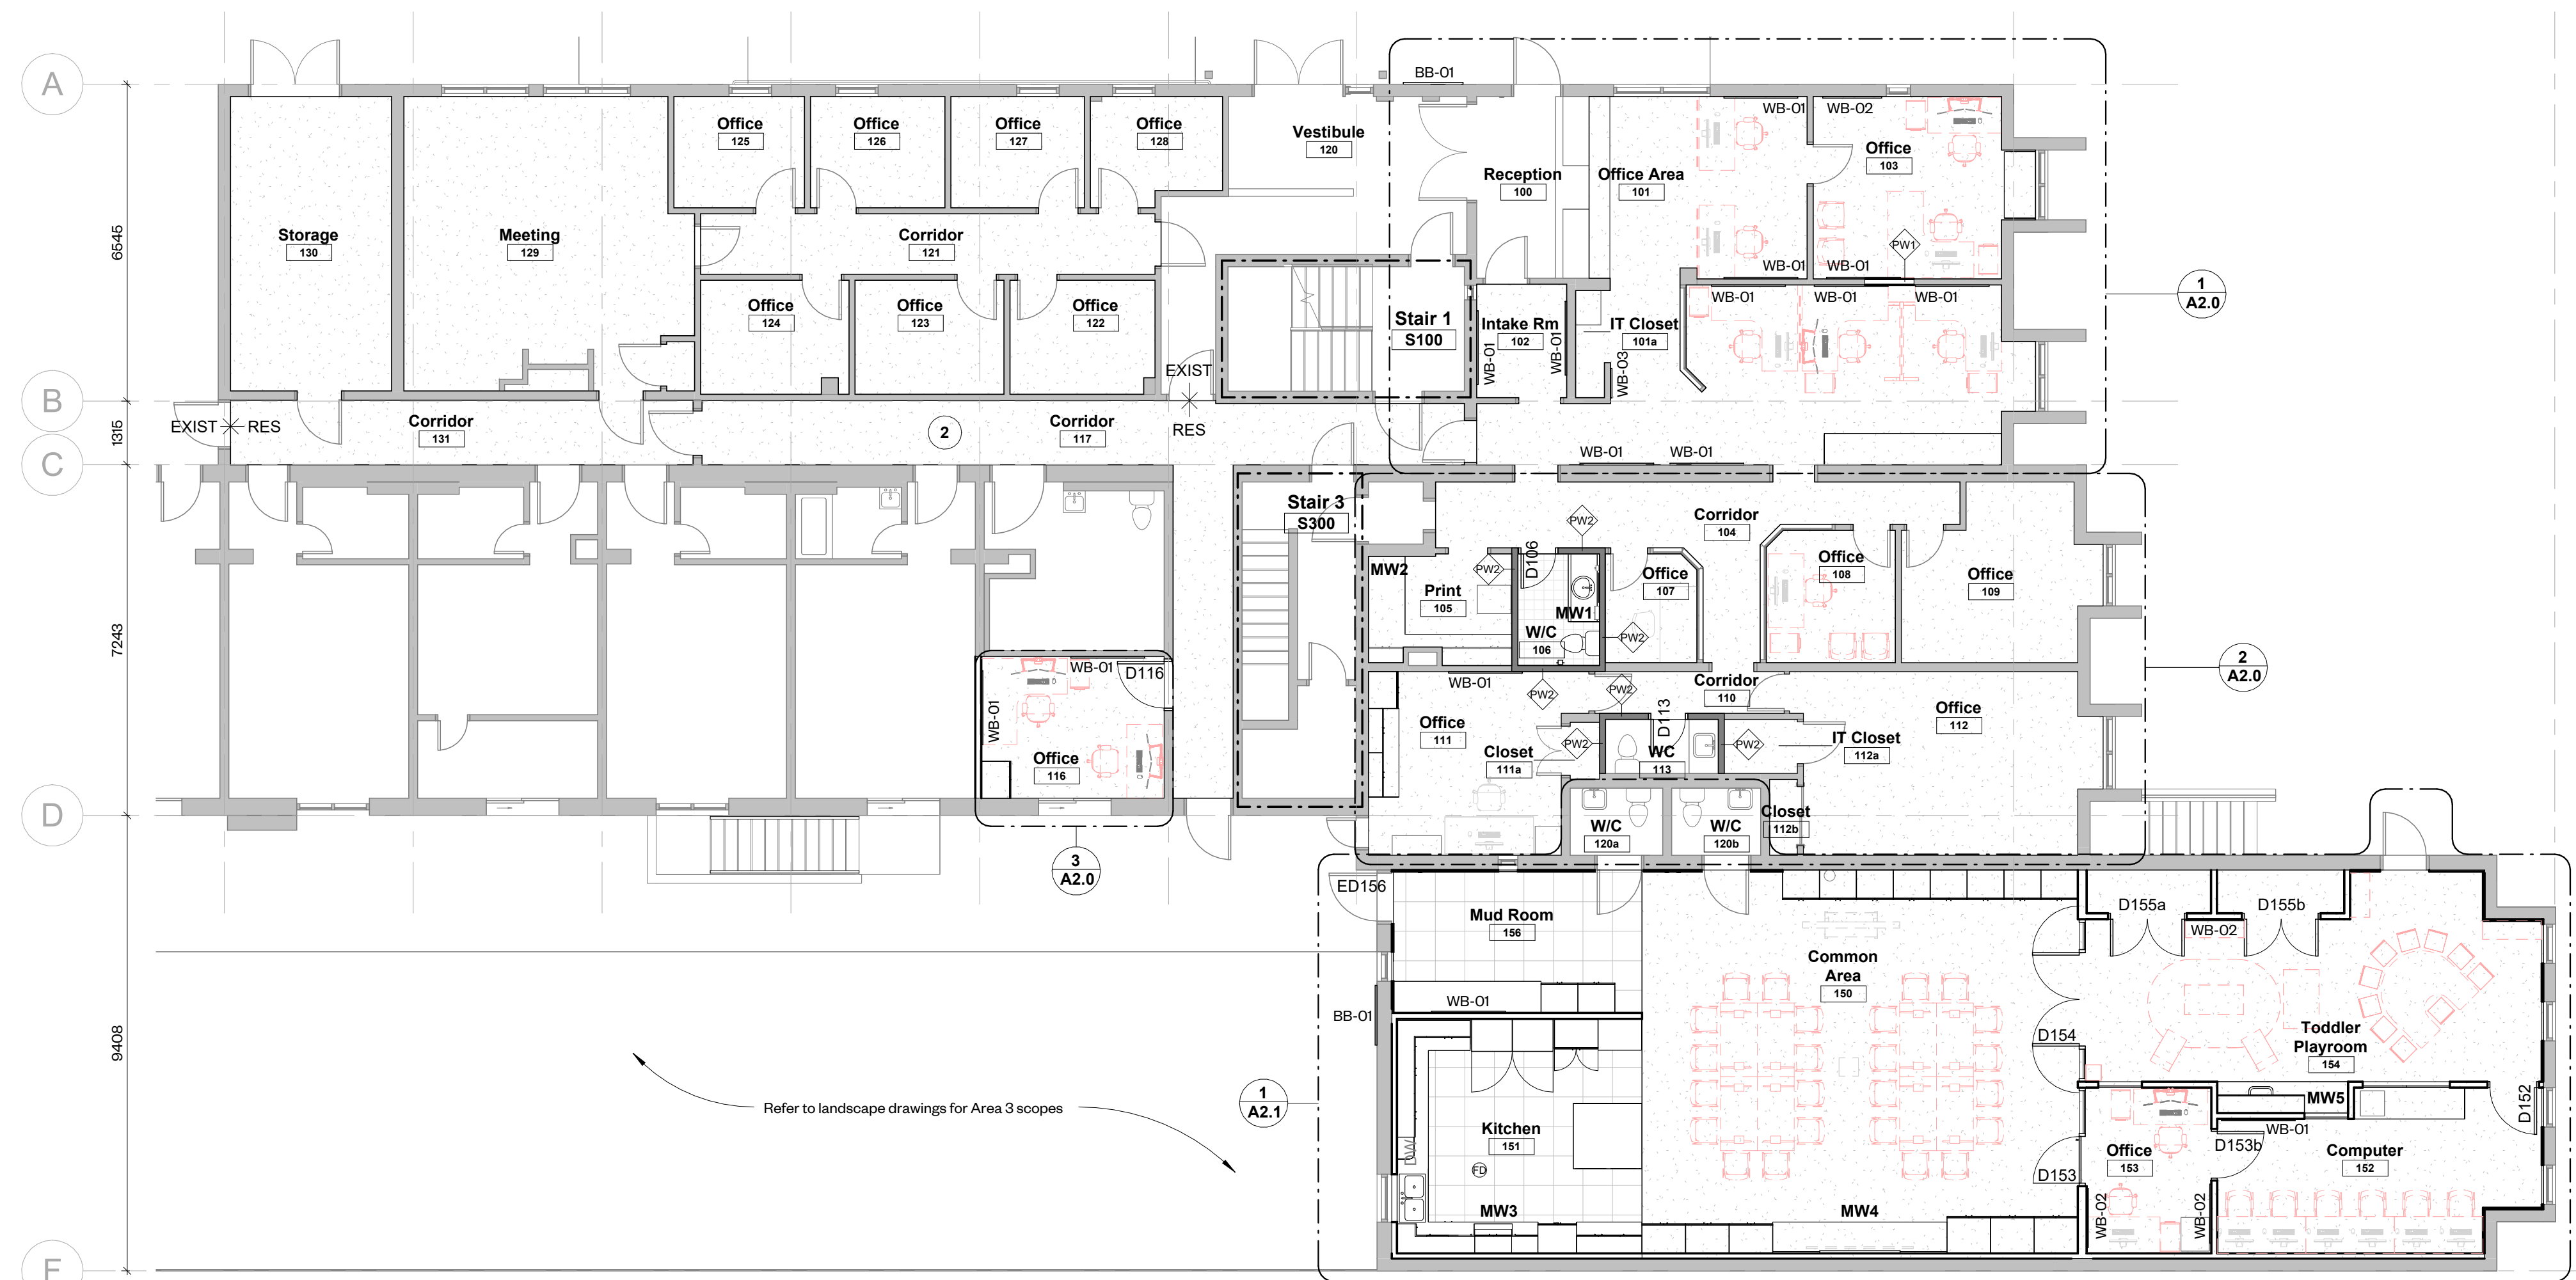 A
BB-01
WB-01
WB-02
Office
125
Office
126
Office
127
Office
128
Vestibule
120
Reception
100
Office Area
101
Office
103
Storage
130
Meeting
129
Corridor
121
PW1
6545
WB-01
WB-01
WB-01
WB-01
WB-01
1
A2.0
Office
124
Office
123
Office
122
Stair 1
S100
Intake Rm
102
IT Closet
101a
WB-01
WB-01
WB-03
EXIST
RES
B
EXIST
RES
Corridor
131
2
Corridor
117
1315
C
WB-01
WB-01
Stair 3
S300
Corridor
104
PW2
D106
MW2
PW2
Print
105
MW1
W/C
106
Office
107
PW2
Office
108
Office
109
7243
2
A2.0
WB-01
D116
WB-01
Office
116
WB-01
PW2
PW2
Corridor
110
Office
111
Closet
111a
PW2
D113
WC
113
PW2
IT Closet
112a
Office
112
D
3
A2.0
W/C
120a
W/C
120b
Closet
112b
ED156
Mud Room
156
WB-01
BB-01
Common
Area
150
D155a
D155b
WB-02
D154
Toddler
Playroom
154
9408
Refer to landscape drawings for Area 3 scopes
1
A2.1
Kitchen
151
DW
FD
MW3
MW4
D153
Office
153
WB-02
WB-02
D153b
WB-01
MW5
Computer
152
D152